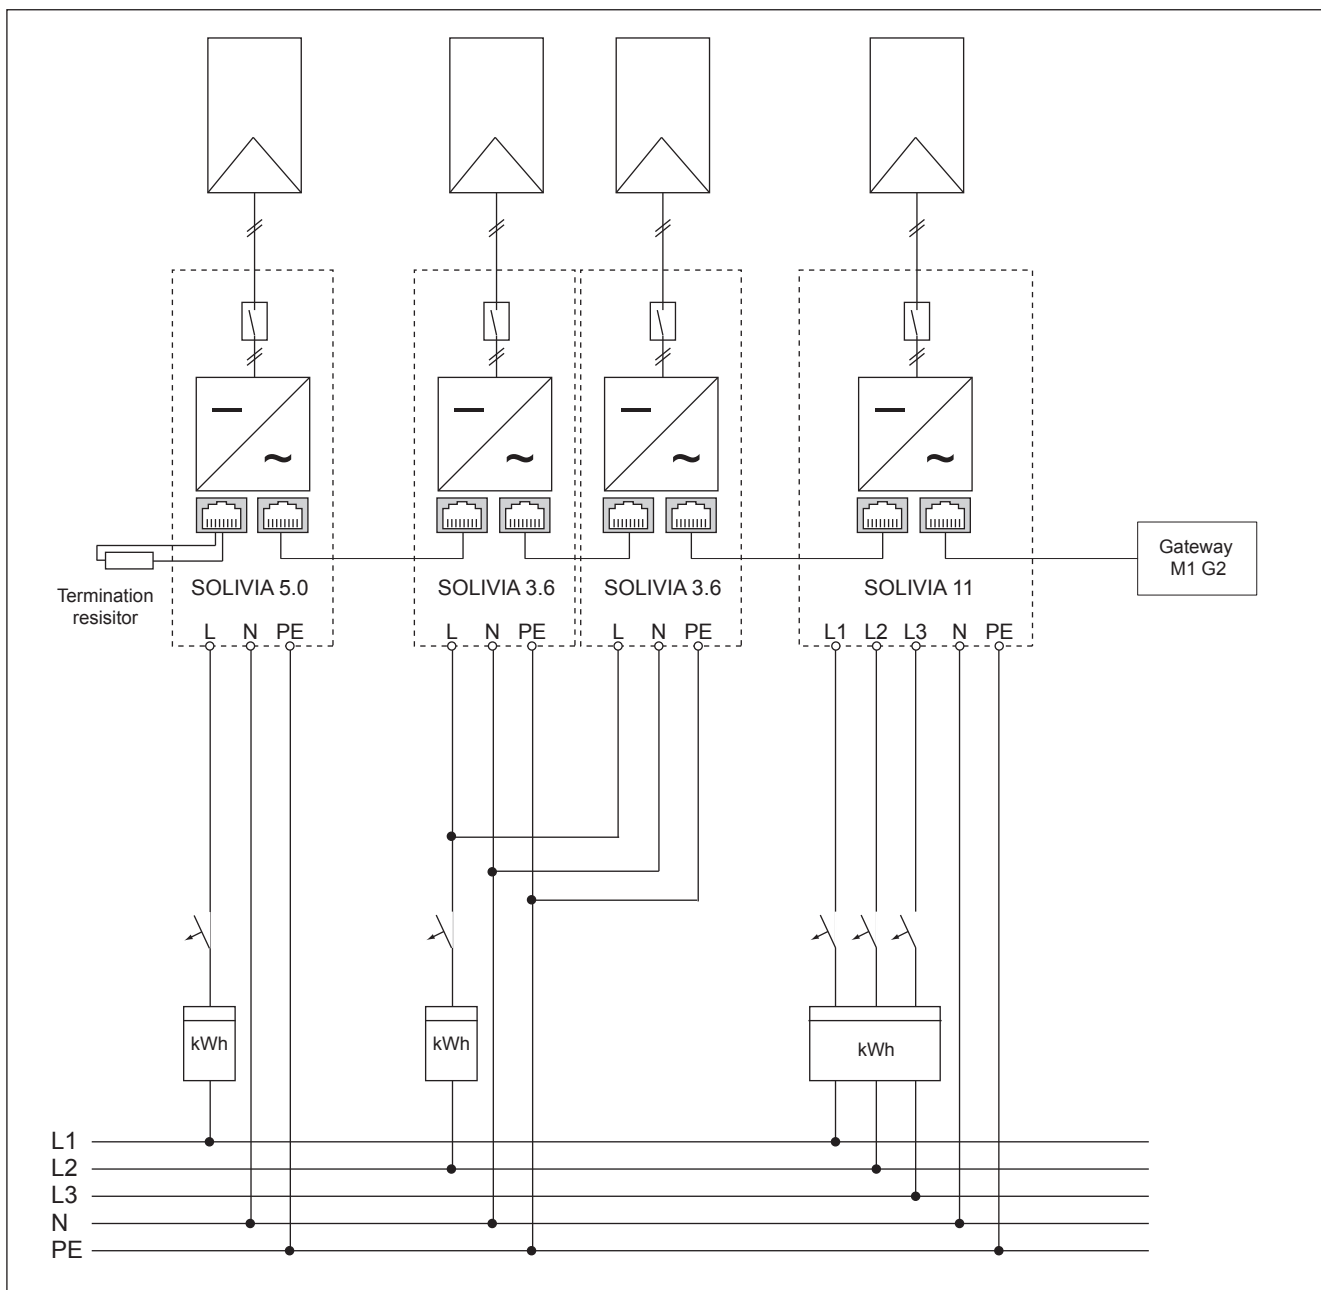 Gateway
M1 G2
Termination
resisitor
SOLIVIA 5.0
SOLIVIA 3.6
SOLIVIA 3.6
SOLIVIA 11
L N PE
L N PE
L N PE
L1 L2 L3 N PE
kWh
kWh
kWh
L1
L2
L3
N
PE